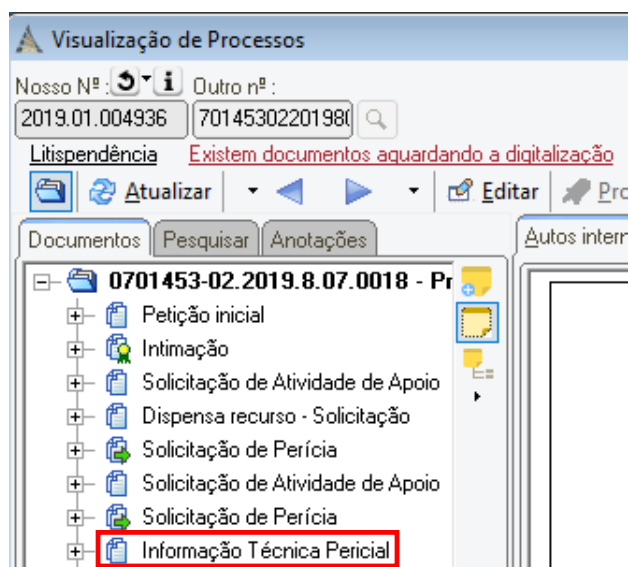 Visualização de Processos
Nosso Nº : Outro nº :
2019.01.004936 7014530220198(
Litispendência Existem documentos aguardando a digitalização
Atualizar Editar Pro
Documentos Pesquisar Anotações Autos intern
0701453-02.2019.8.07.0018 - Pr
Petição inicial
Intimação
Solicitação de Atividade de Apoio
Dispensa recurso - Solicitação
Solicitação de Perícia
Solicitação de Atividade de Apoio
Solicitação de Perícia
Informação Técnica Pericial